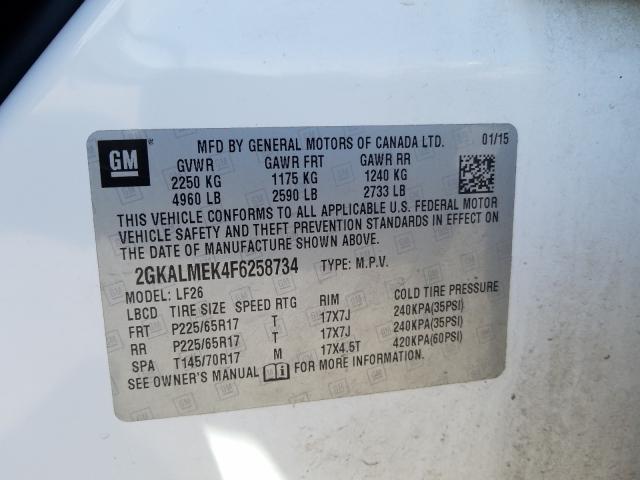 GM
MFD BY GENERAL MOTORS OF CANADA LTD. 01/15
GVWR GAWR FRT GAWR RR
2250 KG 1175 KG 1240 KG
4960 LB 2590 LB 2733 LB
THIS VEHICLE CONFORMS TO ALL APPLICABLE U.S. FEDERAL MOTOR
VEHICLE SAFETY AND THEFT PREVENTION STANDARDS IN EFFECT ON
THE DATE OF MANUFACTURE SHOWN ABOVE.
2GKALMEK4F6258734 TYPE: M.P.V.
MODEL: LF26
LBCD TIRE SIZE SPEED RTG RIM COLD TIRE PRESSURE
FRT P225/65R17 T 17X7J 240KPA(35PSI)
RR P225/65R17 T 17X7J 240KPA(35PSI)
SPA T145/70R17 M 17X4.5T 420KPA(60PSI)
SEE OWNER'S MANUAL FOR MORE INFORMATION.